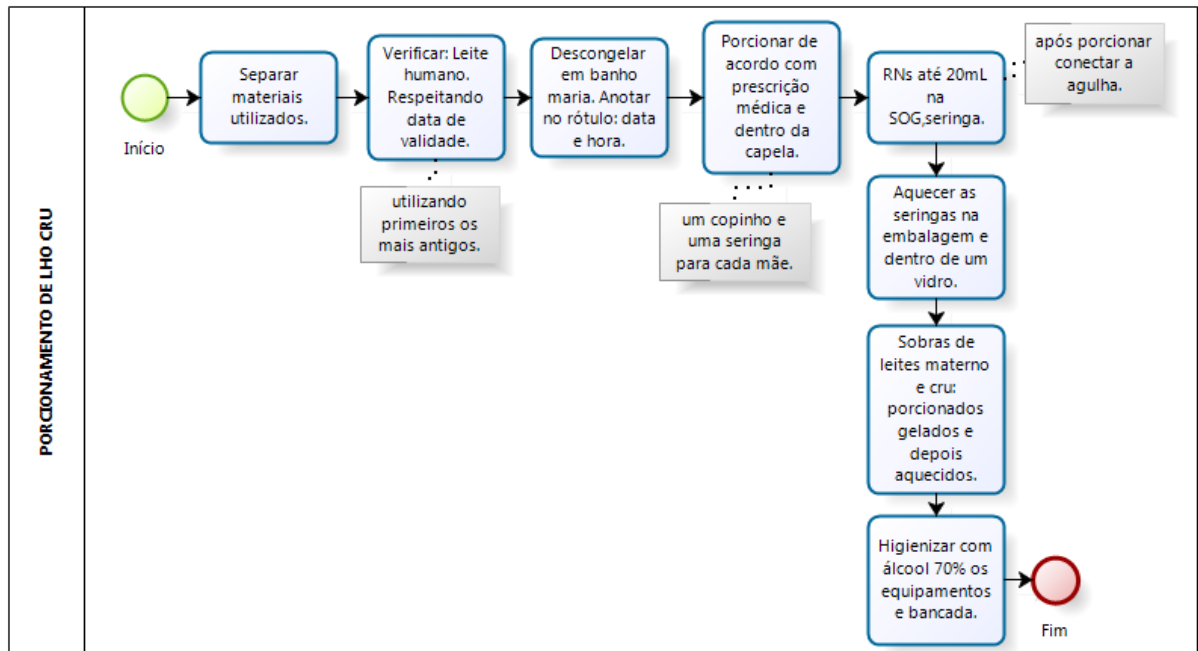 PORCIONAMENTO DE LHO CRU
Início
Separar
materiais
utilizados.
Verificar: Leite
humano.
Respeitando
data de
validade.
utilizando
primeiros os
mais antigos.
Descongelar
em banho
maria. Anotar
no rótulo: data
e hora.
Porcionar de
acordo com
prescrição
médica e
dentro da
capela.
um copinho e
uma seringa
para cada mãe.
RNs até 20mL
na
SOG,seringa.
após porcionar
conectar a
agulha.
Aquecer as
seringas na
embalagem e
dentro de um
vidro.
Sobras de
leites materno
e cru:
porcionados
gelados e
depois
aquecidos.
Higienizar com
álcool 70% os
equipamentos
e bancada.
Fim